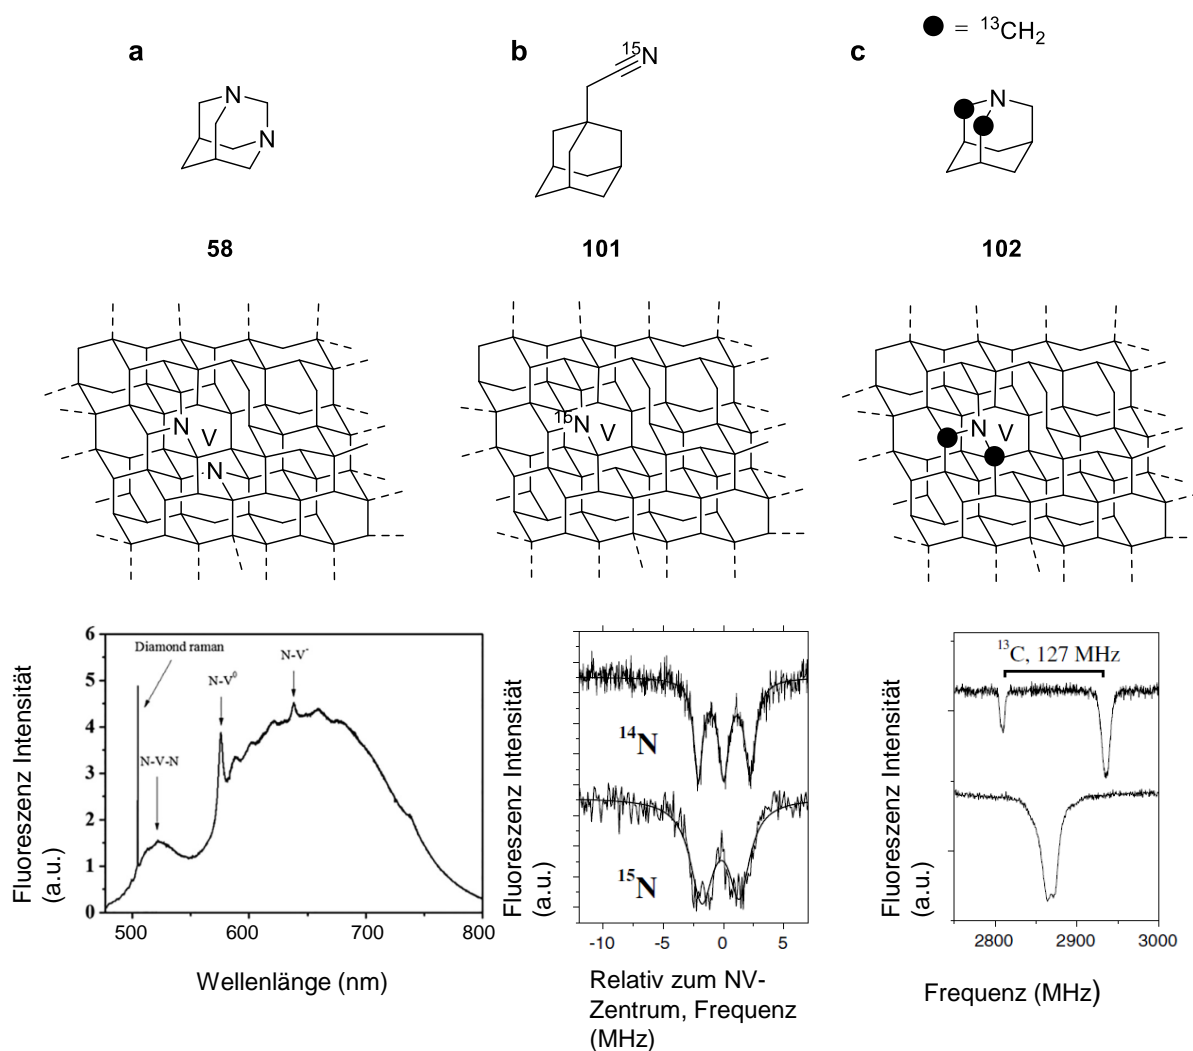 ● = ¹³CH₂
a
b
c
¹⁵N
N
N
N
58
101
102
N
V
N
¹⁵N
V
N
V
Fluoreszenz Intensität
(a.u.)
6
5
4
3
2
1
0
Diamond raman
N-V-N
N-V⁰
N-V⁻
500
600
700
800
Wellenlänge (nm)
Fluoreszenz Intensität
(a.u.)
¹⁴N
¹⁵N
-10
-5
0
5
Relativ zum NV-
Zentrum, Frequenz
(MHz)
Fluoreszenz Intensität
(a.u.)
¹³C, 127 MHz
2800
2900
3000
Frequenz (MHz)